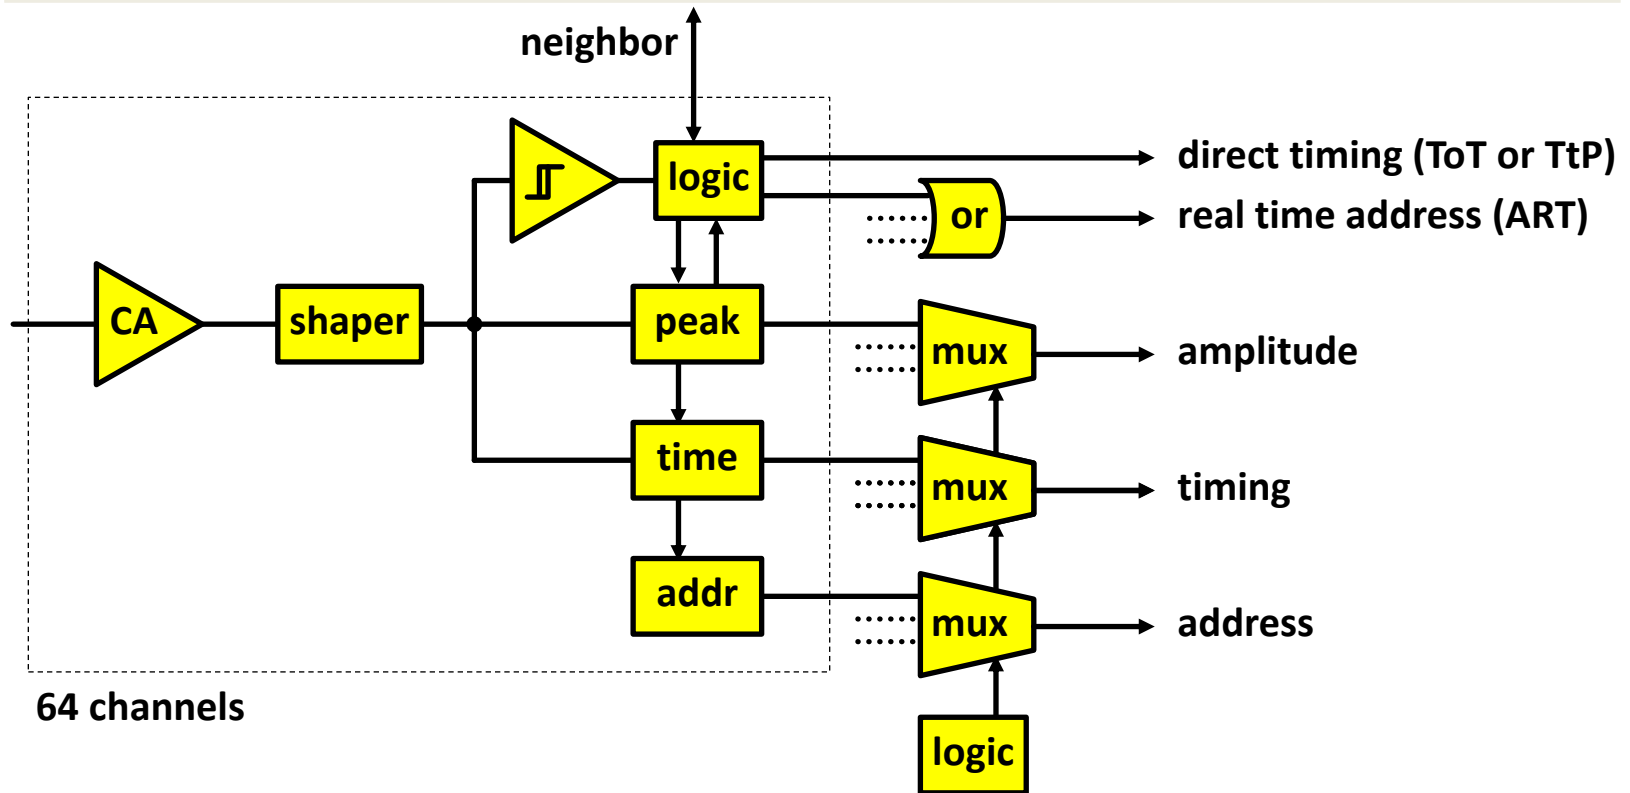 neighbor
logic
direct timing (ToT or TtP)
or
real time address (ART)
CA
shaper
peak
mux
amplitude
time
mux
timing
addr
mux
address
64 channels
logic